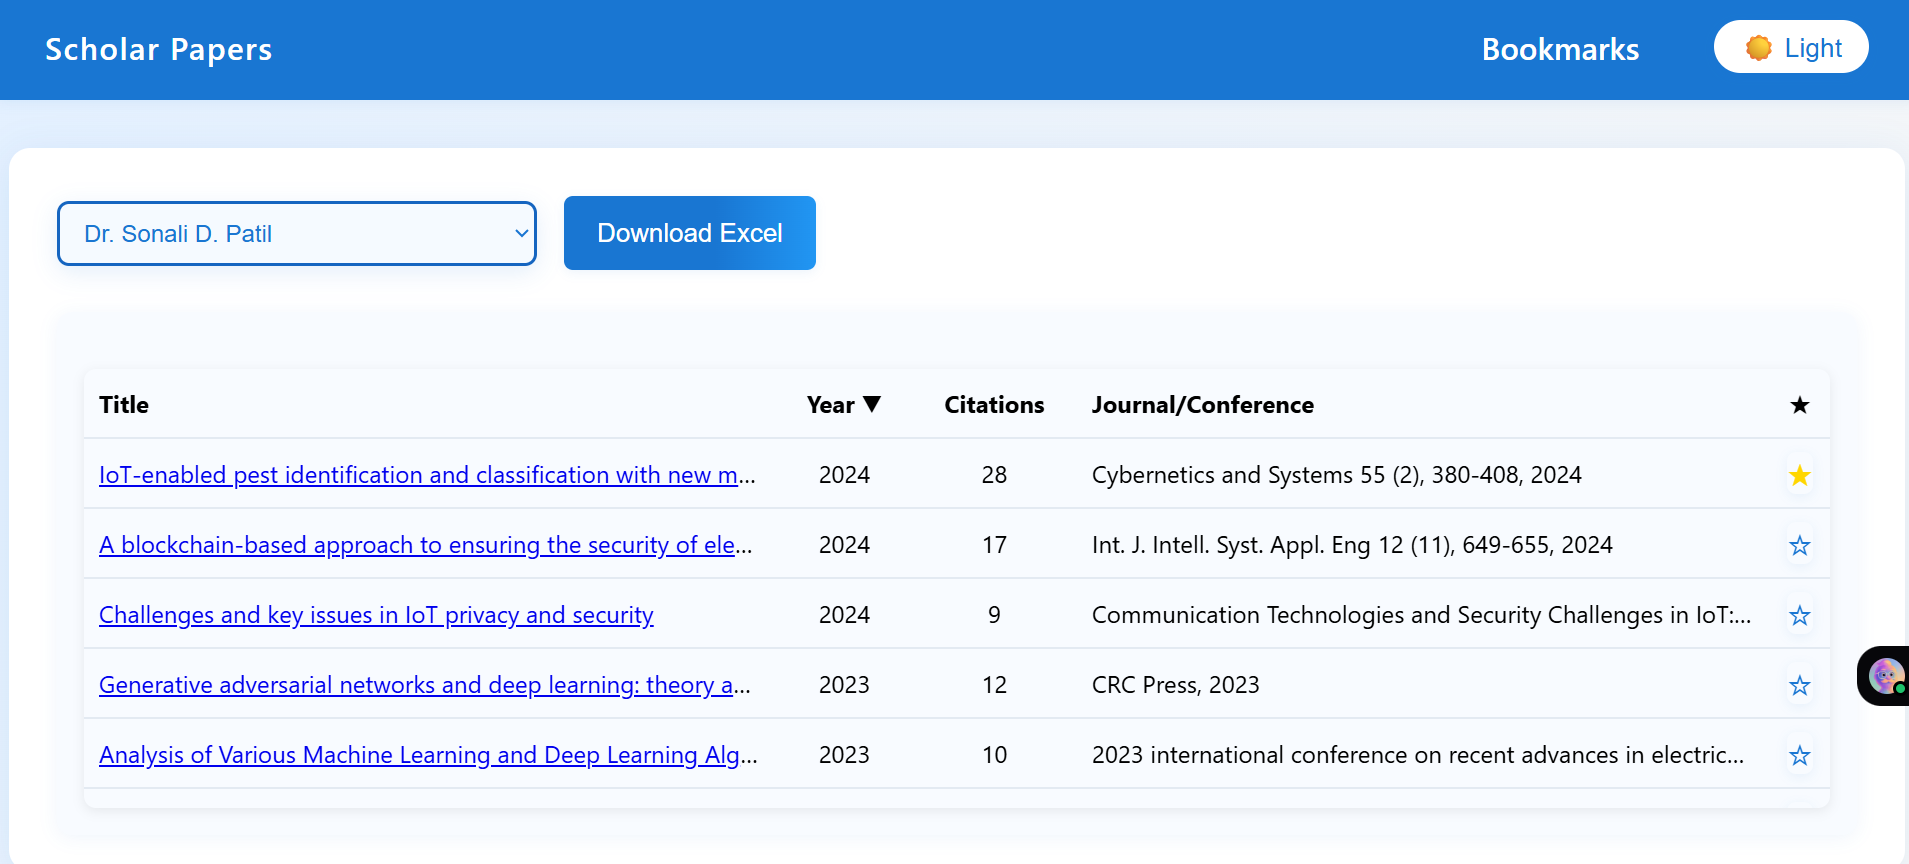 Scholar Papers Bookmarks Light
Dr. Sonali D. Patil Download Excel
Title Year ▼ Citations Journal/Conference ★
IoT-enabled pest identification and classification with new m... 2024 28 Cybernetics and Systems 55 (2), 380-408, 2024
A blockchain-based approach to ensuring the security of ele... 2024 17 Int. J. Intell. Syst. Appl. Eng 12 (11), 649-655, 2024
Challenges and key issues in IoT privacy and security 2024 9 Communication Technologies and Security Challenges in IoT:...
Generative adversarial networks and deep learning: theory a... 2023 12 CRC Press, 2023
Analysis of Various Machine Learning and Deep Learning Alg... 2023 10 2023 international conference on recent advances in electric...